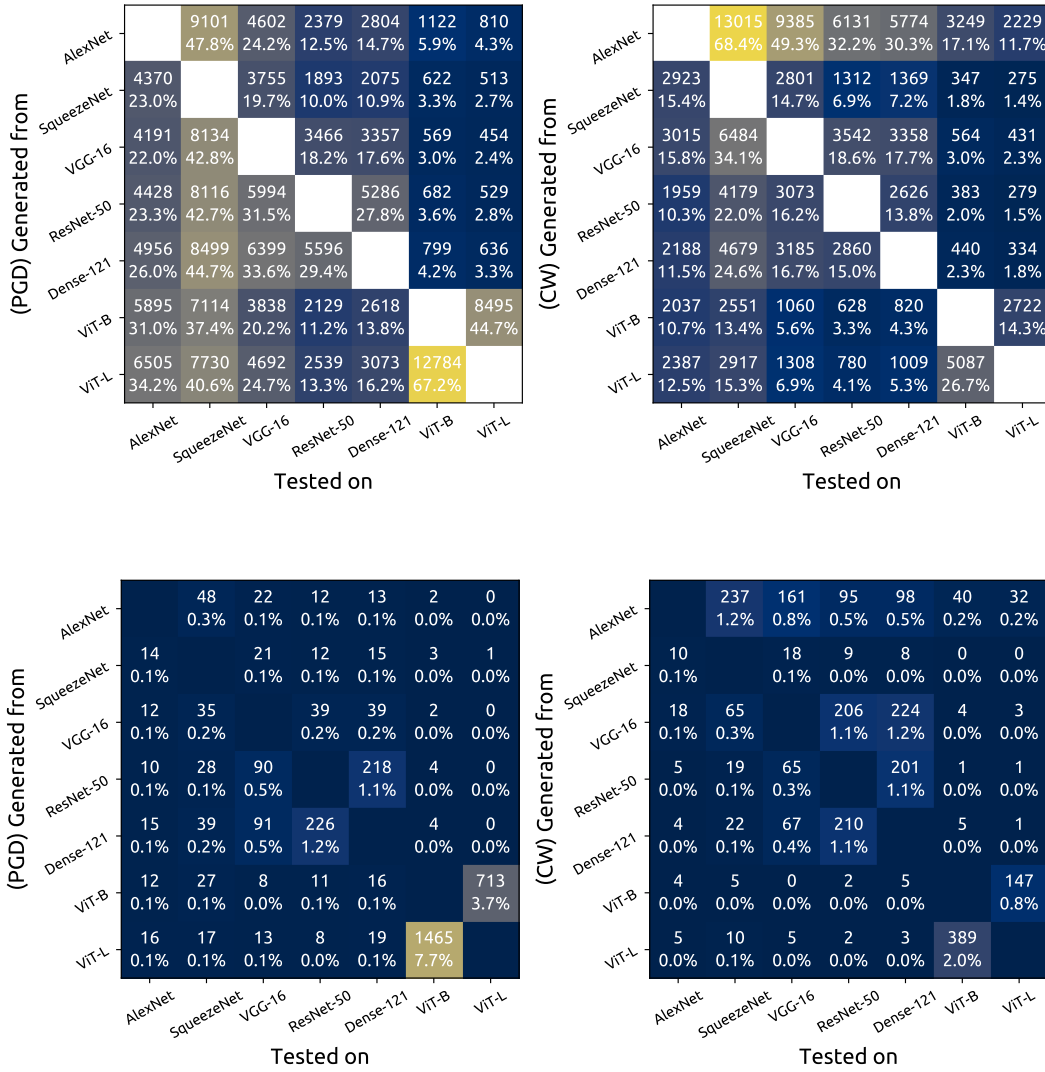 (PGD) Generated from
AlexNet 9101 4602 2379 2804 1122 810
47.8% 24.2% 12.5% 14.7% 5.9% 4.3%
SqueezeNet 4370 3755 1893 2075 622 513
23.0% 19.7% 10.0% 10.9% 3.3% 2.7%
VGG-16 4191 8134 3466 3357 569 454
22.0% 42.8% 18.2% 17.6% 3.0% 2.4%
ResNet-50 4428 8116 5994 5286 682 529
23.3% 42.7% 31.5% 27.8% 3.6% 2.8%
Dense-121 4956 8499 6399 5596 799 636
26.0% 44.7% 33.6% 29.4% 4.2% 3.3%
ViT-B 5895 7114 3838 2129 2618 8495
31.0% 37.4% 20.2% 11.2% 13.8% 44.7%
ViT-L 6505 7730 4692 2539 3073 12784
34.2% 40.6% 24.7% 13.3% 16.2% 67.2%
AlexNet SqueezeNet VGG-16 ResNet-50 Dense-121 ViT-B ViT-L
Tested on
(CW) Generated from
AlexNet 13015 9385 6131 5774 3249 2229
68.4% 49.3% 32.2% 30.3% 17.1% 11.7%
SqueezeNet 2923 2801 1312 1369 347 275
15.4% 14.7% 6.9% 7.2% 1.8% 1.4%
VGG-16 3015 6484 3542 3358 564 431
15.8% 34.1% 18.6% 17.7% 3.0% 2.3%
ResNet-50 1959 4179 3073 2626 383 279
10.3% 22.0% 16.2% 13.8% 2.0% 1.5%
Dense-121 2188 4679 3185 2860 440 334
11.5% 24.6% 16.7% 15.0% 2.3% 1.8%
ViT-B 2037 2551 1060 628 820 2722
10.7% 13.4% 5.6% 3.3% 4.3% 14.3%
ViT-L 2387 2917 1308 780 1009 5087
12.5% 15.3% 6.9% 4.1% 5.3% 26.7%
AlexNet SqueezeNet VGG-16 ResNet-50 Dense-121 ViT-B ViT-L
Tested on
(PGD) Generated from
AlexNet 48 22 12 13 2 0
0.3% 0.1% 0.1% 0.1% 0.0% 0.0%
SqueezeNet 14 21 12 15 3 1
0.1% 0.1% 0.1% 0.1% 0.0% 0.0%
VGG-16 12 35 39 39 2 0
0.1% 0.2% 0.2% 0.2% 0.0% 0.0%
ResNet-50 10 28 90 218 4 0
0.1% 0.1% 0.5% 1.1% 0.0% 0.0%
Dense-121 15 39 91 226 4 0
0.1% 0.2% 0.5% 1.2% 0.0% 0.0%
ViT-B 12 27 8 11 16 713
0.1% 0.1% 0.0% 0.1% 0.1% 3.7%
ViT-L 16 17 13 8 19 1465
0.1% 0.1% 0.1% 0.0% 0.1% 7.7%
AlexNet SqueezeNet VGG-16 ResNet-50 Dense-121 ViT-B ViT-L
Tested on
(CW) Generated from
AlexNet 237 161 95 98 40 32
1.2% 0.8% 0.5% 0.5% 0.2% 0.2%
SqueezeNet 10 18 9 8 0 0
0.1% 0.1% 0.0% 0.0% 0.0% 0.0%
VGG-16 18 65 206 224 4 3
0.1% 0.3% 1.1% 1.2% 0.0% 0.0%
ResNet-50 5 19 65 201 1 1
0.0% 0.1% 0.3% 1.1% 0.0% 0.0%
Dense-121 4 22 67 210 5 1
0.0% 0.1% 0.4% 1.1% 0.0% 0.0%
ViT-B 4 5 0 2 5 147
0.0% 0.0% 0.0% 0.0% 0.0% 0.8%
ViT-L 5 10 5 2 3 389
0.0% 0.1% 0.0% 0.0% 0.0% 2.0%
AlexNet SqueezeNet VGG-16 ResNet-50 Dense-121 ViT-B ViT-L
Tested on